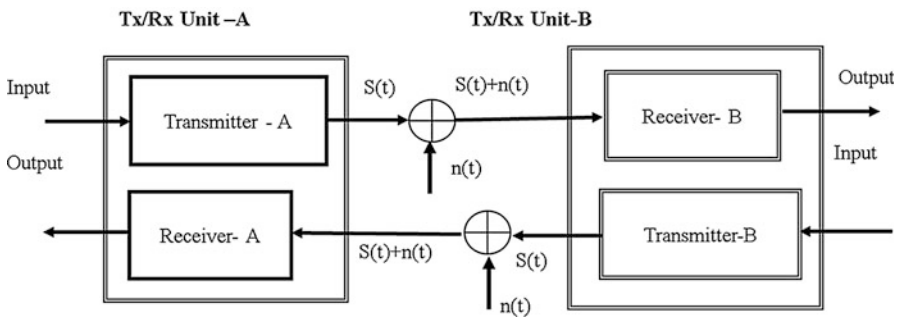 Tx/Rx Unit –A
Tx/Rx Unit-B
Input
Transmitter - A
S(t)
S(t)+n(t)
Receiver- B
Output
n(t)
Output
Input
Receiver- A
S(t)+n(t)
S(t)
Transmitter-B
n(t)